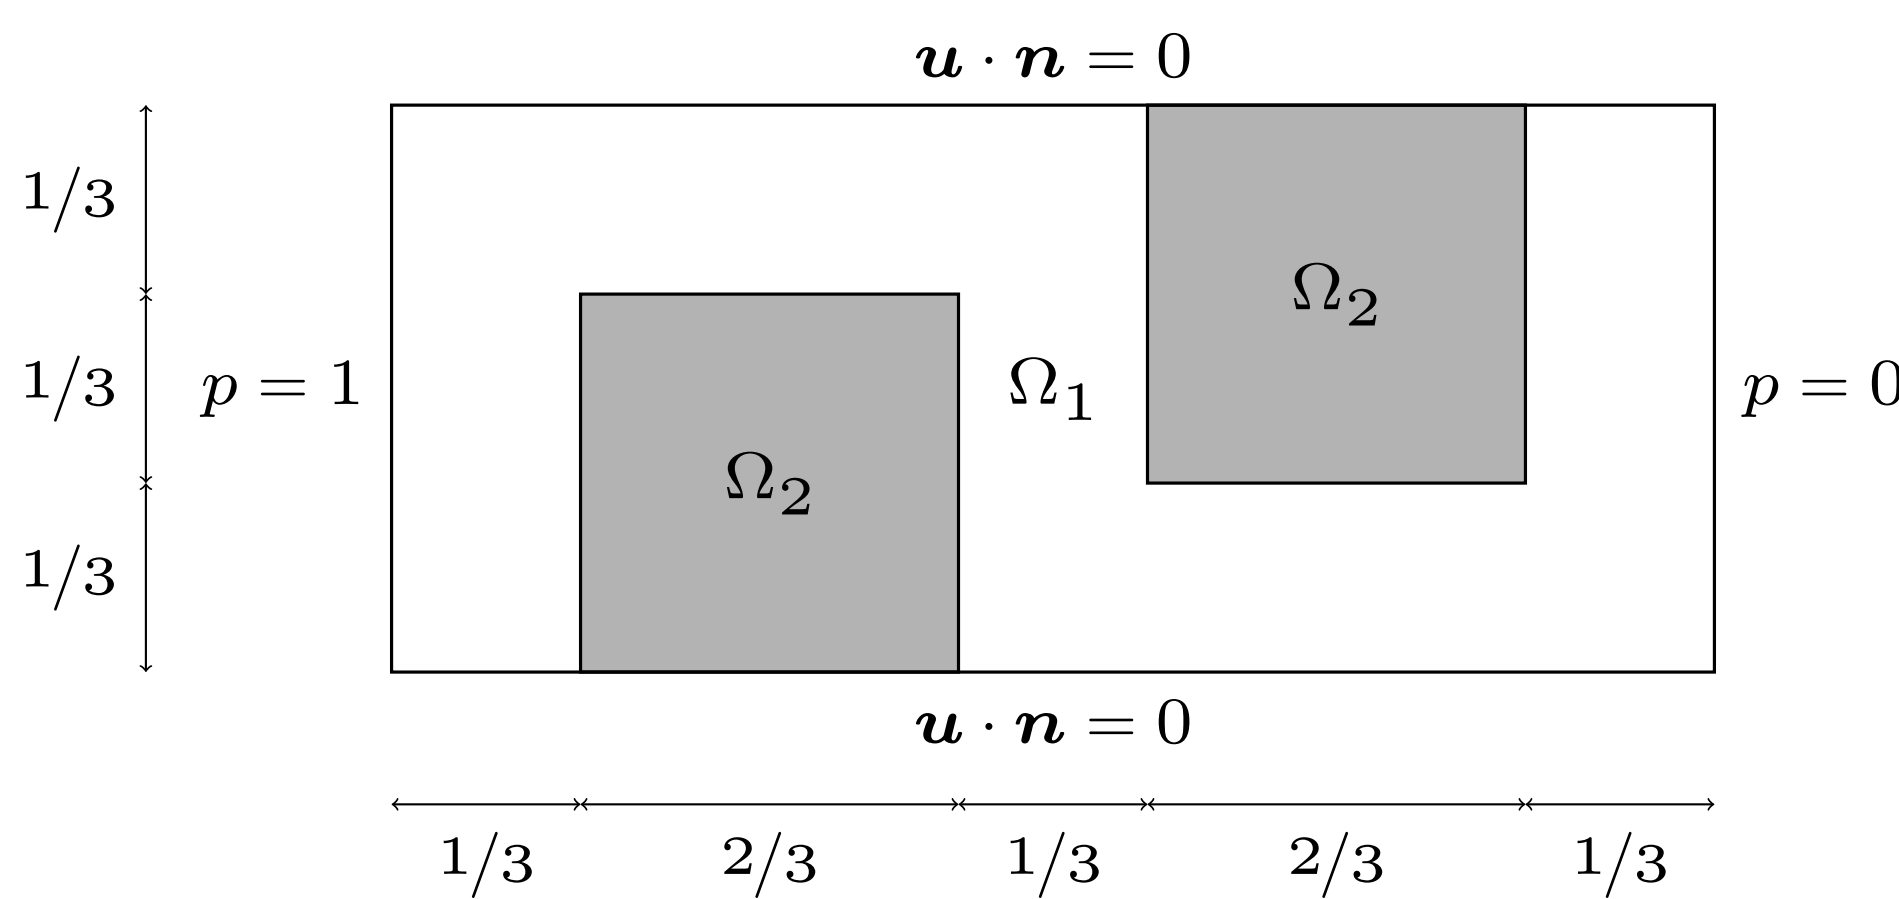 u · n = 0
1/3
Ω₂
1/3
p = 1
Ω₁
p = 0
Ω₂
1/3
u · n = 0
1/3 2/3 1/3 2/3 1/3